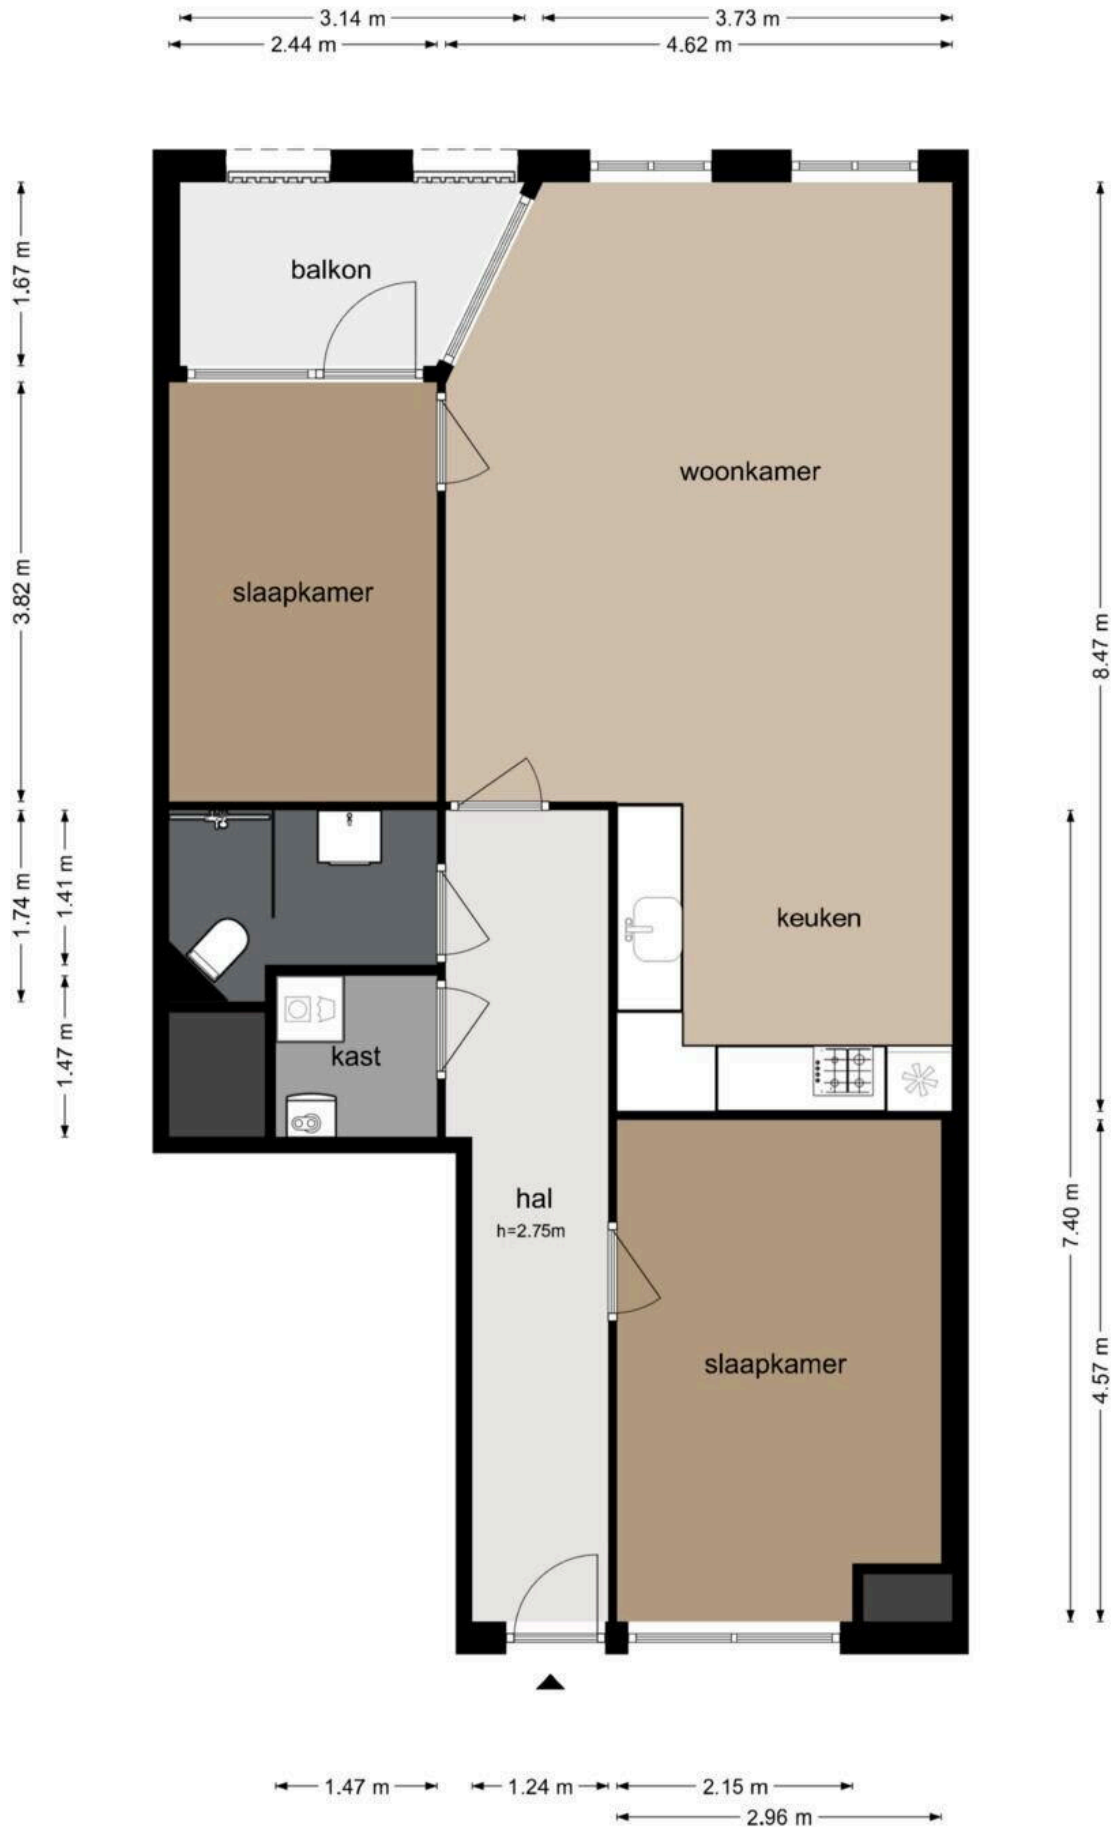 3.14 m
3.73 m
2.44 m
4.62 m
balkon
1.67 m
woonkamer
slaapkamer
3.82 m
8.47 m
1.74 m
1.41 m
keuken
kast
1.47 m
hal
h=2.75m
7.40 m
slaapkamer
4.57 m
1.47 m
1.24 m
2.15 m
2.96 m